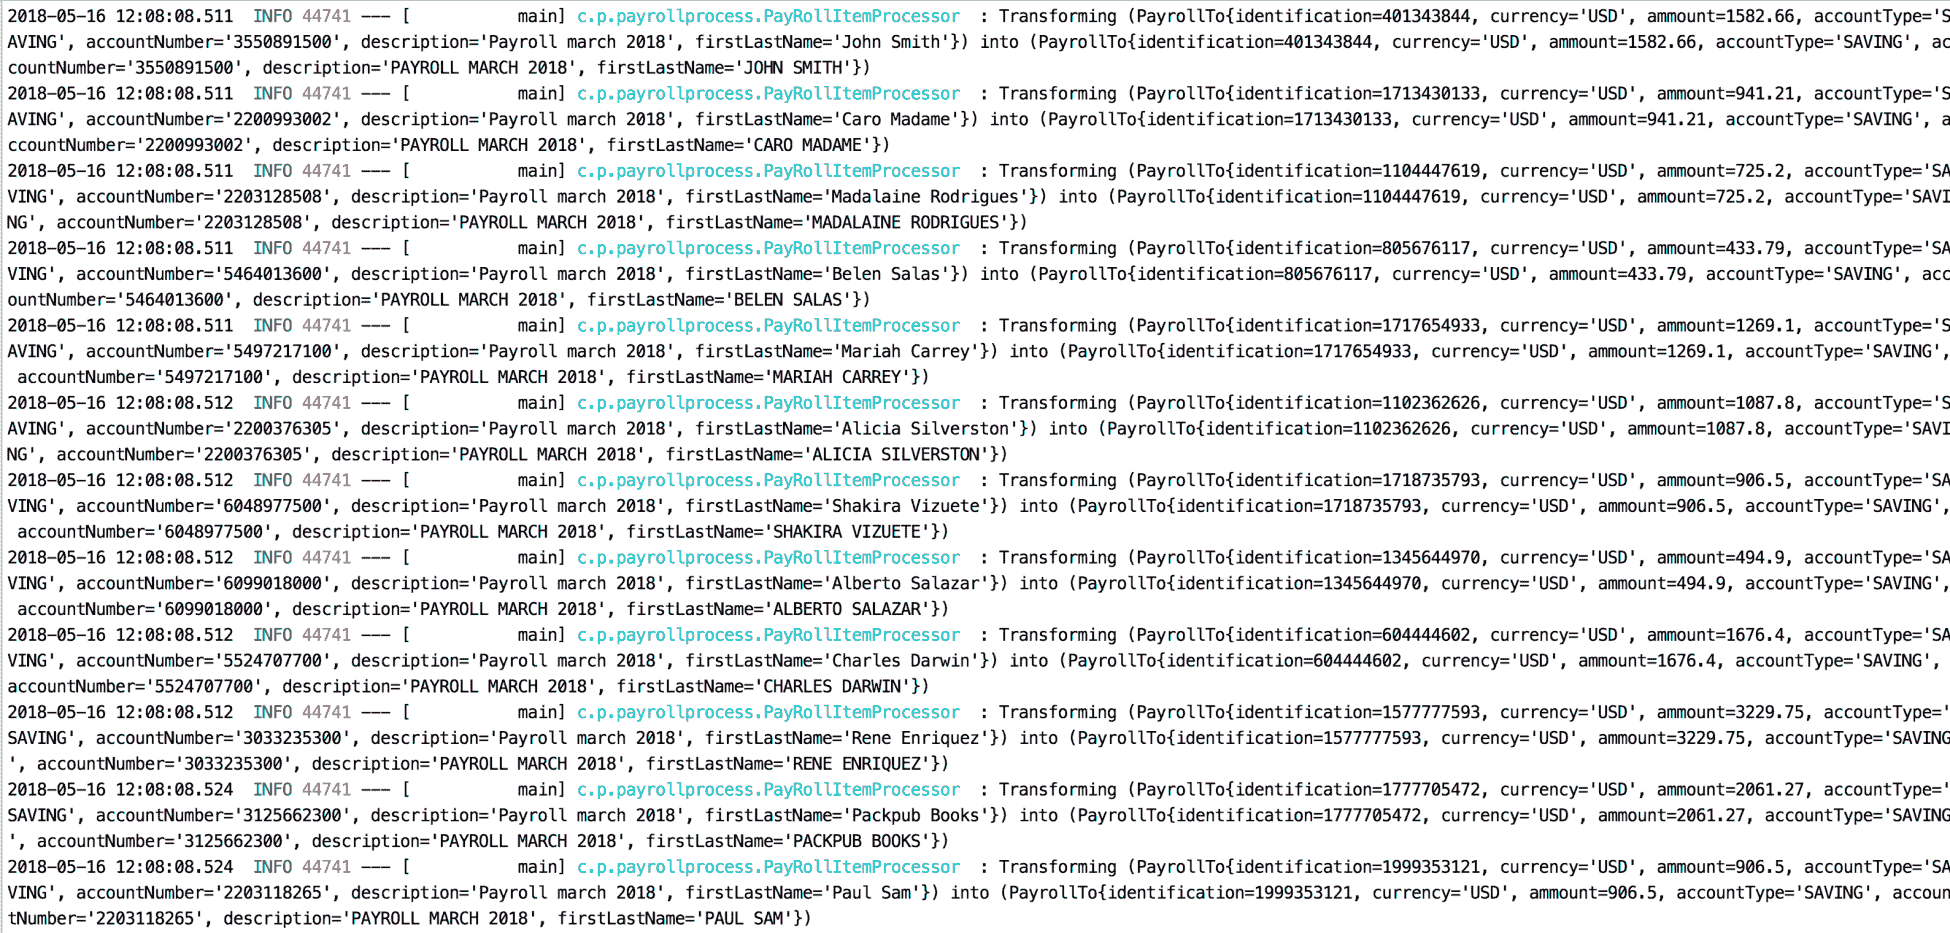 2018-05-16 12:08:08.511  INFO 44741 --- [           main] c.p.payrollprocess.PayRollItemProcessor  : Transforming (PayrollTo{identification=401343844, currency='USD', ammount=1582.66, accountType='S
AVING', accountNumber='3550891500', description='Payroll march 2018', firstLastName='John Smith'}) into (PayrollTo{identification=401343844, currency='USD', ammount=1582.66, accountType='SAVING', ac
countNumber='3550891500', description='PAYROLL MARCH 2018', firstLastName='JOHN SMITH'})
2018-05-16 12:08:08.511  INFO 44741 --- [           main] c.p.payrollprocess.PayRollItemProcessor  : Transforming (PayrollTo{identification=1713430133, currency='USD', ammount=941.21, accountType='S
AVING', accountNumber='2200993002', description='Payroll march 2018', firstLastName='Caro Madame'}) into (PayrollTo{identification=1713430133, currency='USD', ammount=941.21, accountType='SAVING', a
ccountNumber='2200993002', description='PAYROLL MARCH 2018', firstLastName='CARO MADAME'})
2018-05-16 12:08:08.511  INFO 44741 --- [           main] c.p.payrollprocess.PayRollItemProcessor  : Transforming (PayrollTo{identification=1104447619, currency='USD', ammount=725.2, accountType='SA
VING', accountNumber='2203128508', description='Payroll march 2018', firstLastName='Madalaine Rodrigues'}) into (PayrollTo{identification=1104447619, currency='USD', ammount=725.2, accountType='SAVI
NG', accountNumber='2203128508', description='PAYROLL MARCH 2018', firstLastName='MADALAINE RODRIGUES'})
2018-05-16 12:08:08.511  INFO 44741 --- [           main] c.p.payrollprocess.PayRollItemProcessor  : Transforming (PayrollTo{identification=805676117, currency='USD', ammount=433.79, accountType='SA
VING', accountNumber='5464013600', description='Payroll march 2018', firstLastName='Belen Salas'}) into (PayrollTo{identification=805676117, currency='USD', ammount=433.79, accountType='SAVING', acc
ountNumber='5464013600', description='PAYROLL MARCH 2018', firstLastName='BELEN SALAS'})
2018-05-16 12:08:08.511  INFO 44741 --- [           main] c.p.payrollprocess.PayRollItemProcessor  : Transforming (PayrollTo{identification=1717654933, currency='USD', ammount=1269.1, accountType='S
AVING', accountNumber='5497217100', description='Payroll march 2018', firstLastName='Mariah Carrey'}) into (PayrollTo{identification=1717654933, currency='USD', ammount=1269.1, accountType='SAVING',
 accountNumber='5497217100', description='PAYROLL MARCH 2018', firstLastName='MARIAH CARREY'})
2018-05-16 12:08:08.512  INFO 44741 --- [           main] c.p.payrollprocess.PayRollItemProcessor  : Transforming (PayrollTo{identification=1102362626, currency='USD', ammount=1087.8, accountType='S
AVING', accountNumber='2200376305', description='Payroll march 2018', firstLastName='Alicia Silverston'}) into (PayrollTo{identification=1102362626, currency='USD', ammount=1087.8, accountType='SAVI
NG', accountNumber='2200376305', description='PAYROLL MARCH 2018', firstLastName='ALICIA SILVERSTON'})
2018-05-16 12:08:08.512  INFO 44741 --- [           main] c.p.payrollprocess.PayRollItemProcessor  : Transforming (PayrollTo{identification=1718735793, currency='USD', ammount=906.5, accountType='SA
VING', accountNumber='6048977500', description='Payroll march 2018', firstLastName='Shakira Vizuete'}) into (PayrollTo{identification=1718735793, currency='USD', ammount=906.5, accountType='SAVING',
 accountNumber='6048977500', description='PAYROLL MARCH 2018', firstLastName='SHAKIRA VIZUETE'})
2018-05-16 12:08:08.512  INFO 44741 --- [           main] c.p.payrollprocess.PayRollItemProcessor  : Transforming (PayrollTo{identification=1345644970, currency='USD', ammount=494.9, accountType='SA
VING', accountNumber='6099018000', description='Payroll march 2018', firstLastName='Alberto Salazar'}) into (PayrollTo{identification=1345644970, currency='USD', ammount=494.9, accountType='SAVING',
 accountNumber='6099018000', description='PAYROLL MARCH 2018', firstLastName='ALBERTO SALAZAR'})
2018-05-16 12:08:08.512  INFO 44741 --- [           main] c.p.payrollprocess.PayRollItemProcessor  : Transforming (PayrollTo{identification=604444602, currency='USD', ammount=1676.4, accountType='SA
VING', accountNumber='5524707700', description='Payroll march 2018', firstLastName='Charles Darwin'}) into (PayrollTo{identification=604444602, currency='USD', ammount=1676.4, accountType='SAVING',
accountNumber='5524707700', description='PAYROLL MARCH 2018', firstLastName='CHARLES DARWIN'})
2018-05-16 12:08:08.512  INFO 44741 --- [           main] c.p.payrollprocess.PayRollItemProcessor  : Transforming (PayrollTo{identification=1577777593, currency='USD', ammount=3229.75, accountType='
SAVING', accountNumber='3033235300', description='Payroll march 2018', firstLastName='Rene Enriquez'}) into (PayrollTo{identification=1577777593, currency='USD', ammount=3229.75, accountType='SAVING
', accountNumber='3033235300', description='PAYROLL MARCH 2018', firstLastName='RENE ENRIQUEZ'})
2018-05-16 12:08:08.524  INFO 44741 --- [           main] c.p.payrollprocess.PayRollItemProcessor  : Transforming (PayrollTo{identification=1777705472, currency='USD', ammount=2061.27, accountType='
SAVING', accountNumber='3125662300', description='Payroll march 2018', firstLastName='Packpub Books'}) into (PayrollTo{identification=1777705472, currency='USD', ammount=2061.27, accountType='SAVING
', accountNumber='3125662300', description='PAYROLL MARCH 2018', firstLastName='PACKPUB BOOKS'})
2018-05-16 12:08:08.524  INFO 44741 --- [           main] c.p.payrollprocess.PayRollItemProcessor  : Transforming (PayrollTo{identification=1999353121, currency='USD', ammount=906.5, accountType='SA
VING', accountNumber='2203118265', description='Payroll march 2018', firstLastName='Paul Sam'}) into (PayrollTo{identification=1999353121, currency='USD', ammount=906.5, accountType='SAVING', accoun
tNumber='2203118265', description='PAYROLL MARCH 2018', firstLastName='PAUL SAM'})